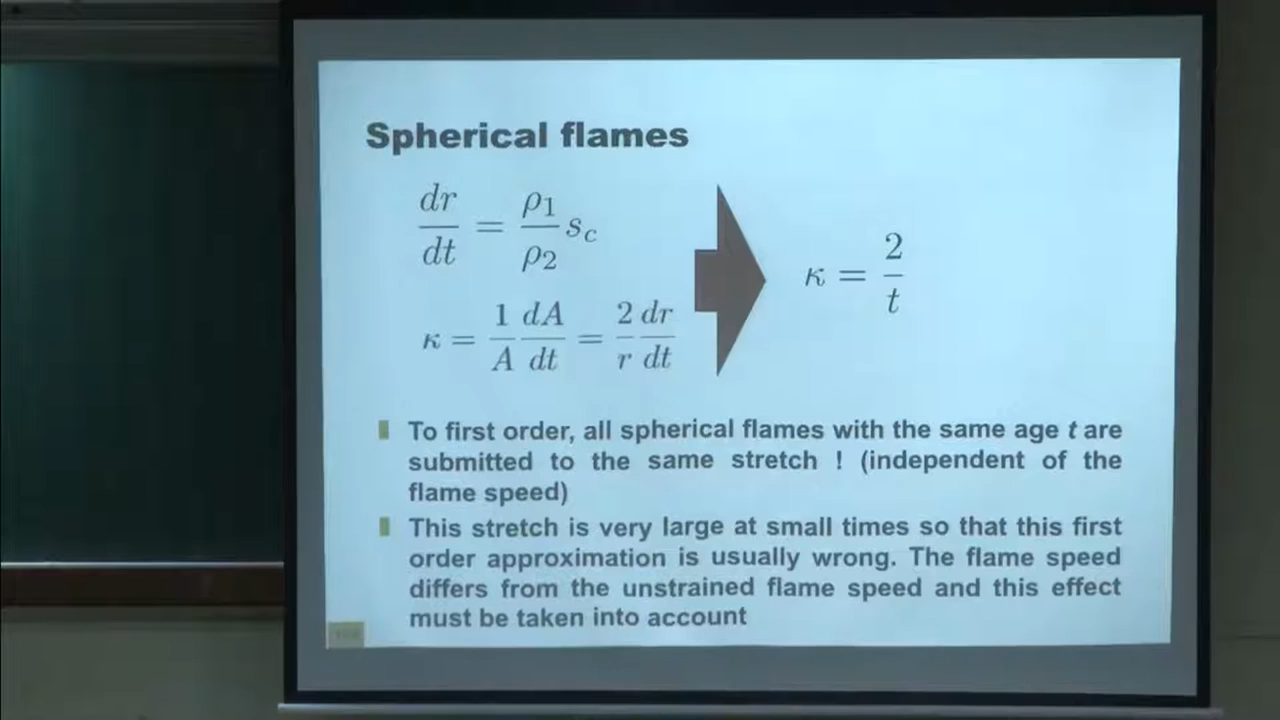 Spherical flames
dr/dt = ρ1/ρ2 sc
κ = 1/A dA/dt = 2/r dr/dt
κ = 2/t
To first order, all spherical flames with the same age t are
submitted to the same stretch ! (independent of the
flame speed)
This stretch is very large at small times so that this first
order approximation is usually wrong. The flame speed
differs from the unstrained flame speed and this effect
must be taken into account